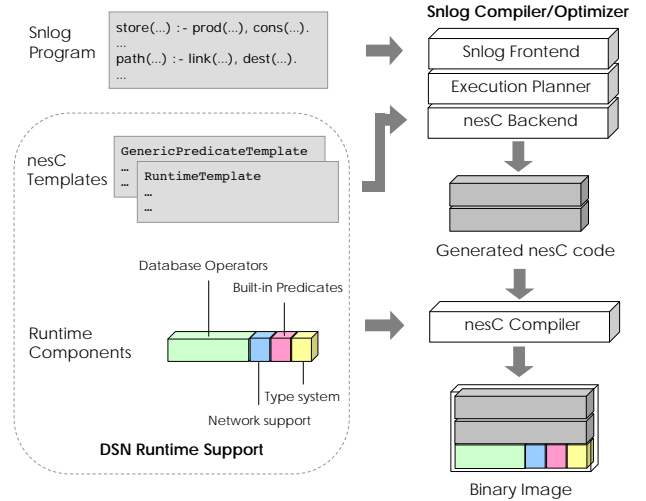 Snlog Compiler/Optimizer
Snlog
Program
store(...) :- prod(...), cons(...).
...
path(...) :- link(...), dest(...).
...
Snlog Frontend
Execution Planner
nesC Backend
nesC
Templates
GenericPredicateTemplate
…
…
RuntimeTemplate
…
…
Generated nesC code
Database Operators
Built-in Predicates
Runtime
Components
nesC Compiler
Type system
Network support
DSN Runtime Support
Binary Image